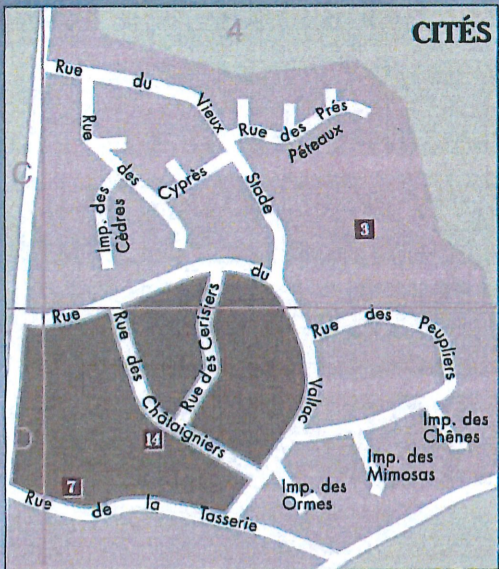 4
CITÉS
Rue du Vieux Slode
Rue des Prés
Péteaux
Rue des Cyprès
Imp. des
Cèdres
C
3
Rue du Vallac
Rue des Cerisiers
Rue des Châtaigniers
Rue des Peupliers
D
14
7
Imp. des
Chênes
Imp. des
Mimosas
Imp. des
Ormes
Rue de la Tasserie